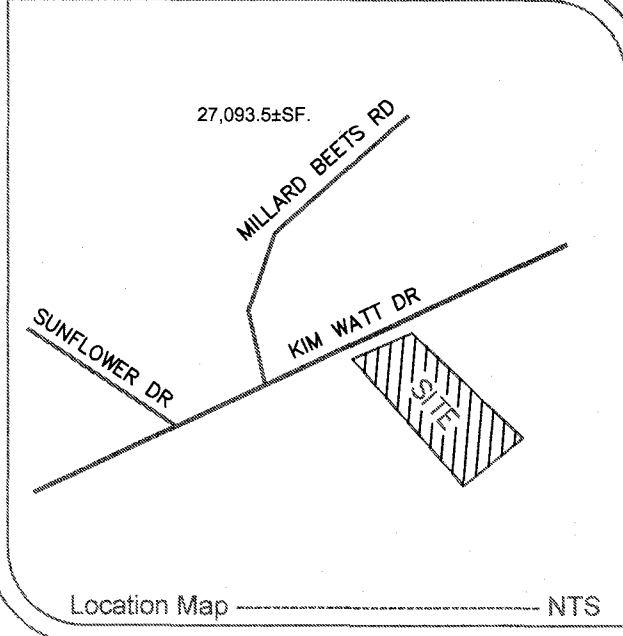 27,093.5±SF.
MILLARD BEETS RD
SUNFLOWER DR
KIM WATT DR
SITE
Location Map ------------------------------ NTS